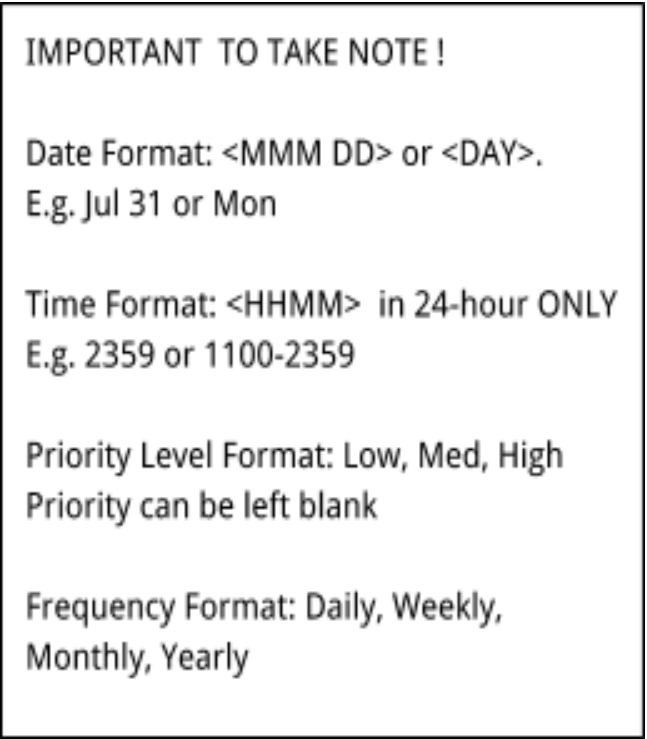 IMPORTANT  TO TAKE NOTE !
Date Format: <MMM DD> or <DAY>.
E.g. Jul 31 or Mon
Time Format: <HHMM>  in 24-hour ONLY
E.g. 2359 or 1100-2359
Priority Level Format: Low, Med, High
Priority can be left blank
Frequency Format: Daily, Weekly,
Monthly, Yearly